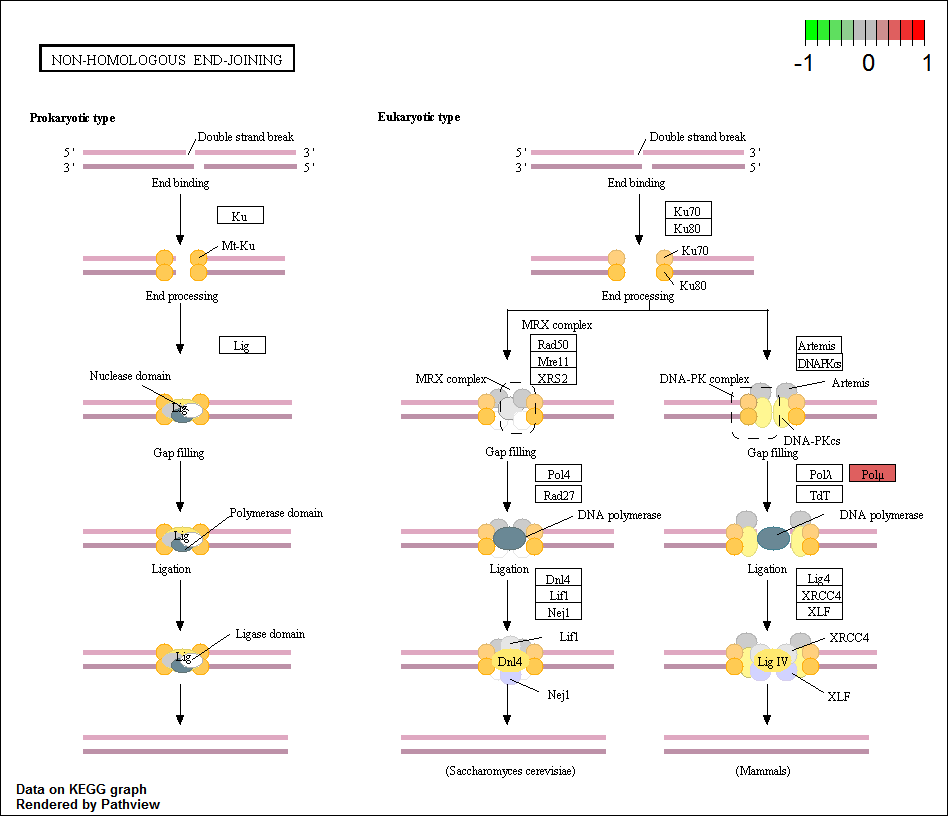 -1 0 1
NON-HOMOLOGOUS END-JOINING
Prokaryotic type
Double strand break
5' 3'
3' 5'
End binding
Ku
Mt-Ku
End processing
Lig
Nuclease domain
Lig
Gap filling
Polymerase domain
Lig
Ligation
Ligase domain
Lig
Eukaryotic type
Double strand break
5' 3'
3' 5'
End binding
Ku70
Ku80
Ku70
Ku80
End processing
MRX complex
Rad50
Mre11
XRS2
MRX complex
Gap filling
Pol4
Rad27
DNA polymerase
Ligation
Dnl4
Lif1
Nej1
Lif1
Dnl4
Nej1
(Saccharomyces cerevisiae)
Artemis
DNAPKcs
DNA-PK complex
Artemis
DNA-PKcs
Gap filling
Polλ Polμ
TdT
DNA polymerase
Ligation
Lig4
XRCC4
XLF
XRCC4
Lig IV
XLF
(Mammals)
Data on KEGG graph
Rendered by Pathview